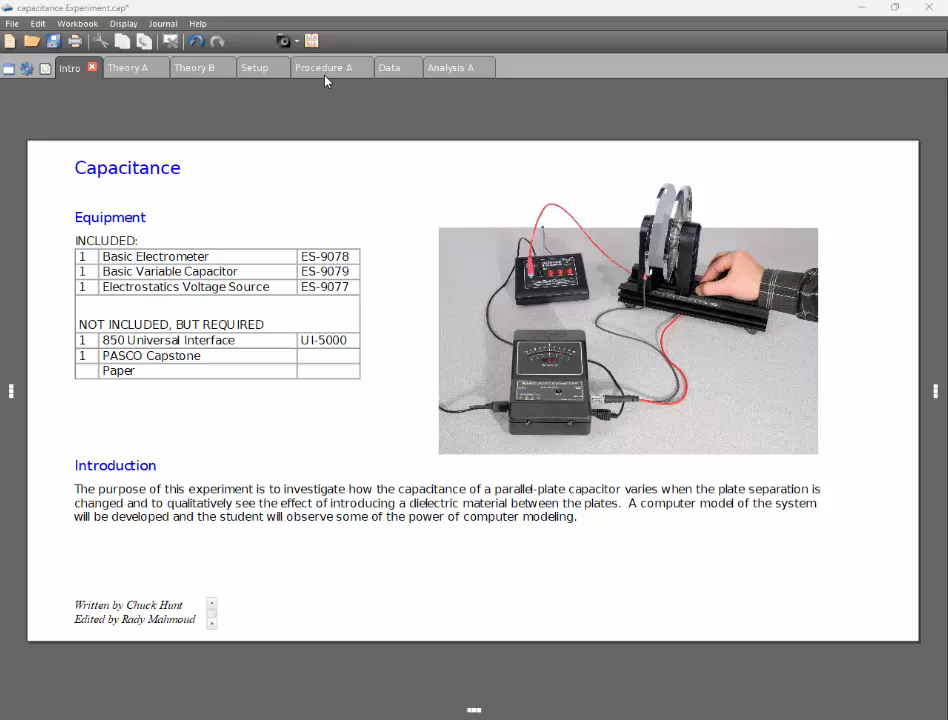 capacitance Experiment.cap*
File Edit Workbook Display Journal Help
Intro Theory A Theory B Setup Procedure A Data Analysis A
Capacitance
Equipment
INCLUDED:
1 Basic Electrometer ES-9078
1 Basic Variable Capacitor ES-9079
1 Electrostatics Voltage Source ES-9077
NOT INCLUDED, BUT REQUIRED
1 850 Universal Interface UI-5000
1 PASCO Capstone
Paper
Introduction
The purpose of this experiment is to investigate how the capacitance of a parallel-plate capacitor varies when the plate separation is
changed and to qualitatively see the effect of introducing a dielectric material between the plates. A computer model of the system
will be developed and the student will observe some of the power of computer modeling.
Written by Chuck Hunt
Edited by Rady Mahmoud